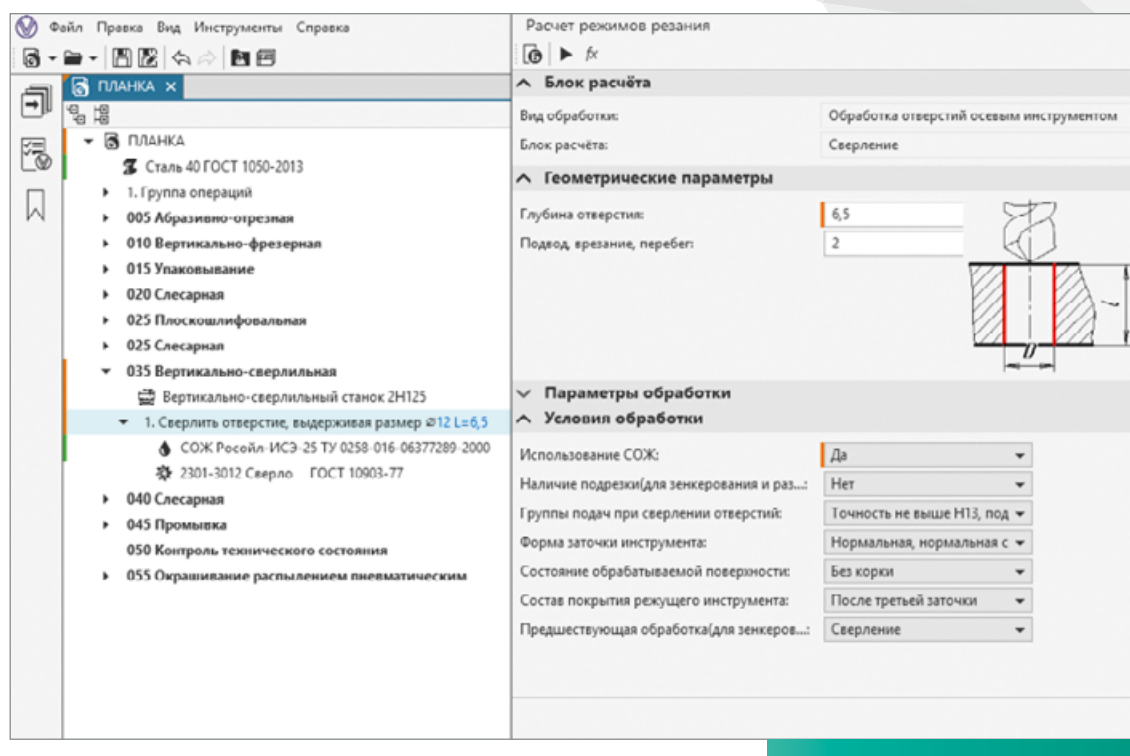 Файл Правка Вид Инструменты Справка
ПЛАНКА
ПЛАНКА
Сталь 40 ГОСТ 1050-2013
1. Группа операций
005 Абразивно-отрезная
010 Вертикально-фрезерная
015 Упаковывание
020 Слесарная
025 Плоскошлифовальная
025 Слесарная
035 Вертикально-сверлильная
Вертикально-сверлильный станок 2Н125
1. Сверлить отверстие, выдерживая размер ⌀12 L=6,5
СОЖ Росойл-ИСЭ-25 ТУ 0258-016-06377289-2000
2301-3012 Сверло ГОСТ 10903-77
040 Слесарная
045 Промывка
050 Контроль технического состояния
055 Окрашивание распылением пневматическим
Расчет режимов резания
fx
Блок расчёта
Вид обработки: Обработка отверстий осевым инструментом
Блок расчёта: Сверление
Геометрические параметры
Глубина отверстия: 6,5
Подвод, врезание, перебег: 2
l
D
Параметры обработки
Условия обработки
Использование СОЖ: Да
Наличие подрезки(для зенкерования и раз...: Нет
Группы подач при сверлении отверстий: Точность не выше Н13, под
Форма заточки инструмента: Нормальная, нормальная с
Состояние обрабатываемой поверхности: Без корки
Состав покрытия режущего инструмента: После третьей заточки
Предшествующая обработка(для зенкеров...: Сверление